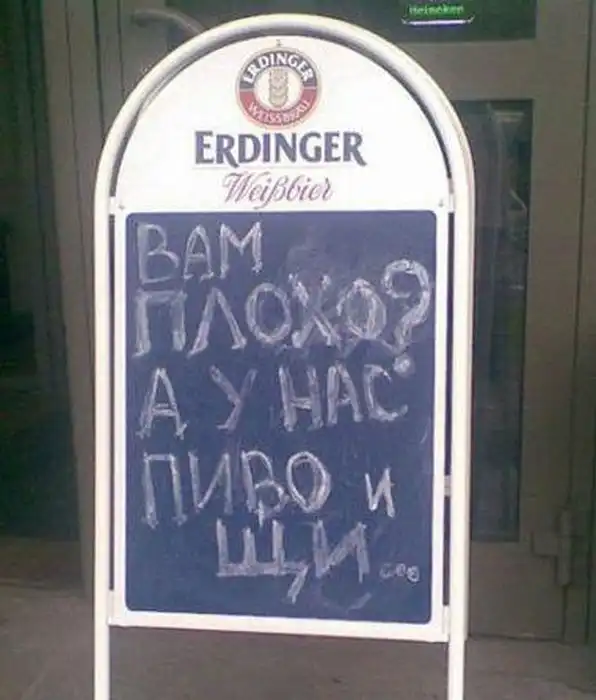 Heineken
ERDINGER
WEISSBRÄU
ERDINGER
Weißbier
ВАМ
ПЛОХО?
А У НАС
ПИВО и
ЩИ...